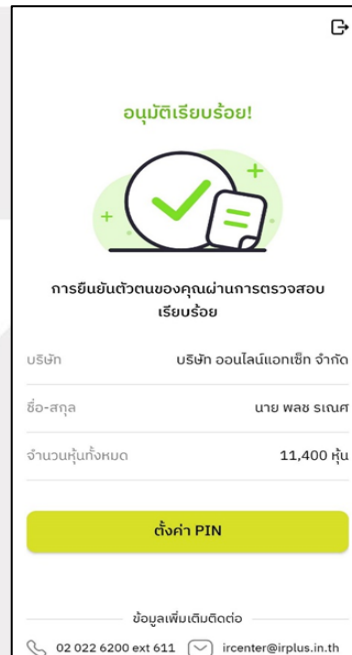 อนุมัติเรียบร้อย!
การยืนยันตัวตนของคุณผ่านการตรวจสอบ
เรียบร้อย
บริษัท บริษัท ออนไลน์แอทเซ็ท จำกัด
ชื่อ-สกุล นาย พลช ระเณศ
จำนวนหุ้นทั้งหมด 11,400 หุ้น
ตั้งค่า PIN
ข้อมูลเพิ่มเติมติดต่อ
02 022 6200 ext 611 ircenter@irplus.in.th